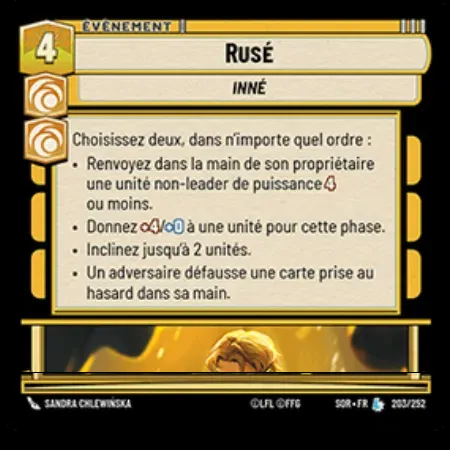 ÉVÉNEMENT
4
RUSÉ
INNÉ
Choisissez deux, dans n'importe quel ordre :
• Renvoyez dans la main de son propriétaire
une unité non-leader de puissance 4
ou moins.
• Donnez +4/+0 à une unité pour cette phase.
• Inclinez jusqu'à 2 unités.
• Un adversaire défausse une carte prise au
hasard dans sa main.
SANDRA CHLEWIŃSKA
©LFL ©FFG
SOR • FR
203/252